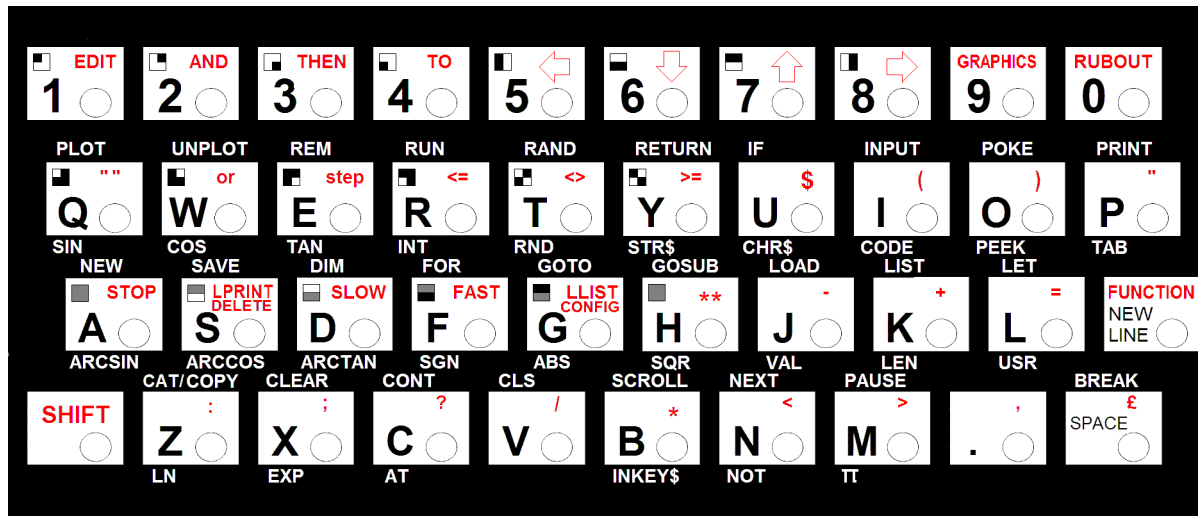 EDIT AND THEN TO GRAPHICS RUBOUT
1 2 3 4 5 6 7 8 9 0
PLOT UNPLOT REM RUN RAND RETURN IF INPUT POKE PRINT
"" or step <= <> >= $ ( ) "
Q W E R T Y U I O P
SIN COS TAN INT RND STR$ CHR$ CODE PEEK TAB
NEW SAVE DIM FOR GOTO GOSUB LOAD LIST LET
STOP LPRINT SLOW FAST LLIST ** - + = FUNCTION
DELETE CONFIG NEW
A S D F G H J K L LINE
ARCSIN ARCCOS ARCTAN SGN ABS SQR VAL LEN USR
CAT/COPY CLEAR CONT CLS SCROLL NEXT PAUSE BREAK
SHIFT : ; ? / * < > , £
Z X C V B N M . SPACE
LN EXP AT INKEY$ NOT π